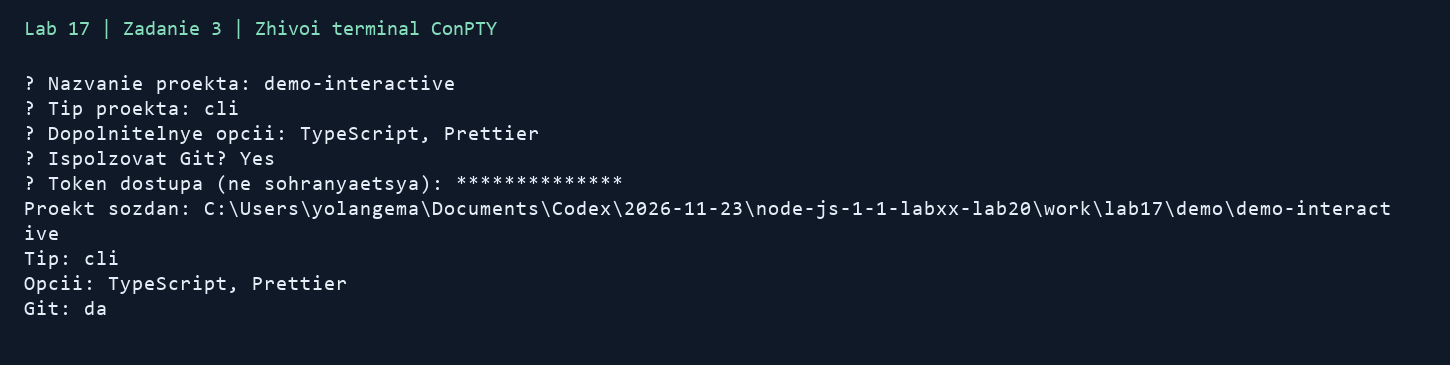 Lab 17 | Zadanie 3 | Zhivoi terminal ConPTY
? Nazvanie proekta: demo-interactive
? Tip proekta: cli
? Dopolnitelnye opcii: TypeScript, Prettier
? Ispolzovat Git? Yes
? Token dostupa (ne sohranyaetsya): **************
Proekt sozdan: C:\Users\yolangema\Documents\Codex\2026-11-23\node-js-1-1-labxx-lab20\work\lab17\demo\demo-interact
ive
Tip: cli
Opcii: TypeScript, Prettier
Git: da